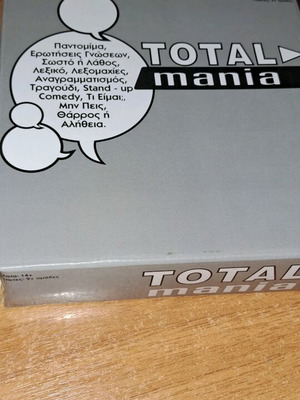 Παντομίμα,
Ερωτήσεις Γνώσεων,
Σωστό ή Λάθος,
Λεξικό, Λεξομαχίες,
Αναγραμματισμός,
Τραγούδι, Stand - up
Comedy, Τι Είμαι;,
Μην Πεις,
Θάρρος ή
Αλήθεια.
TOTAL
mania
TOTAL
mania